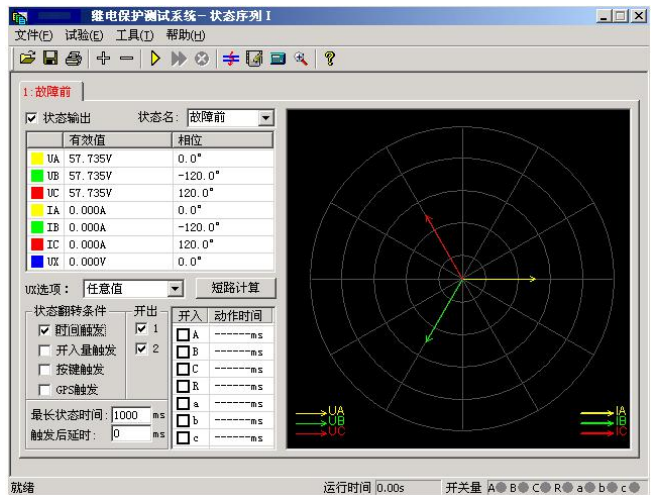 继电保护测试系统-状态序列 I
文件(F) 试验(E) 工具(T) 帮助(H)
1:故障前
状态输出 状态名: 故障前
有效值 相位
UA 57.735V 0.0°
UB 57.735V -120.0°
UC 57.735V 120.0°
IA 0.000A 0.0°
IB 0.000A -120.0°
IC 0.000A 120.0°
UX 0.000V 0.0°
UX选项: 任意值 短路计算
状态翻转条件 开出 开入 动作时间
时间触发 1 A ------ms
开入量触发 2 B ------ms
按键触发 C ------ms
GPS触发 R ------ms
最长状态时间: 1000 ms a ------ms
触发后延时: 0 ms b ------ms
c ------ms
UA IA
UB IB
UC IC
就绪 运行时间 0.00s 开关量 A B C R a b c